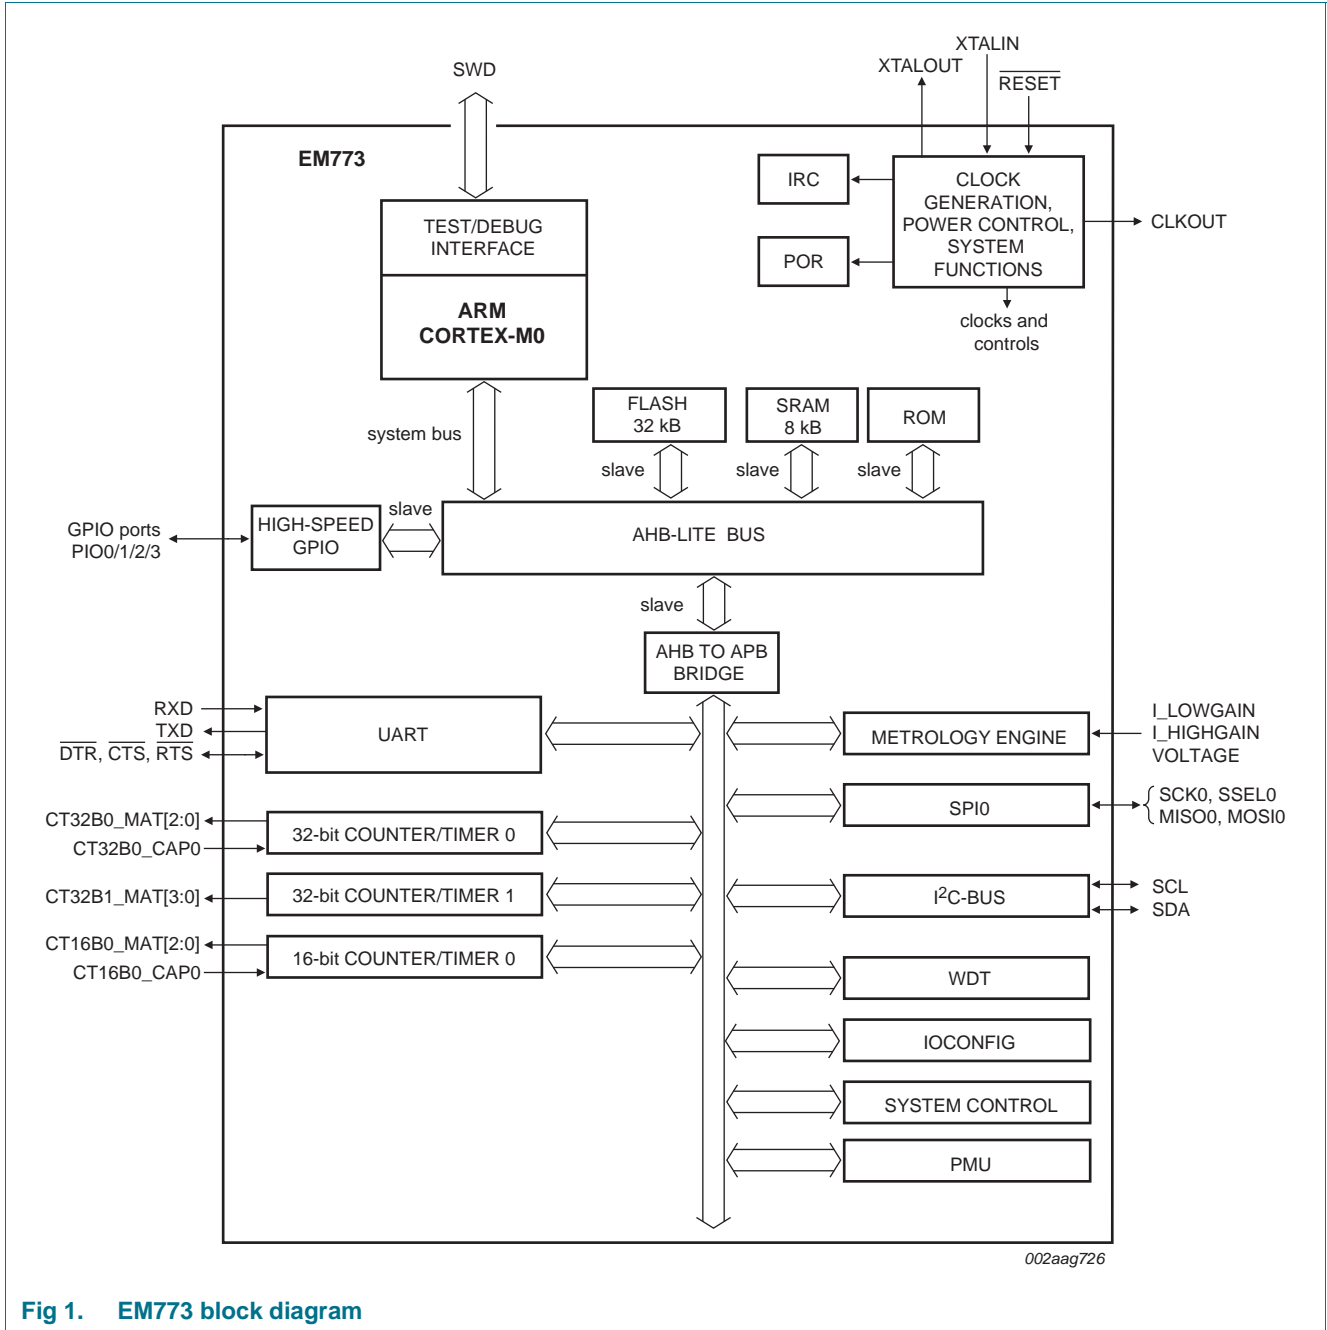 XTALIN
XTALOUT
RESET
SWD
EM773
IRC
CLOCK
GENERATION,
POWER CONTROL,
SYSTEM
FUNCTIONS
CLKOUT
TEST/DEBUG
INTERFACE
POR
ARM
CORTEX-M0
clocks and
controls
FLASH
32 kB
SRAM
8 kB
ROM
system bus
slave
slave
slave
slave
GPIO ports
PIO0/1/2/3
HIGH-SPEED
GPIO
AHB-LITE BUS
slave
AHB TO APB
BRIDGE
RXD
TXD
DTR, CTS, RTS
UART
METROLOGY ENGINE
I_LOWGAIN
I_HIGHGAIN
VOLTAGE
SPI0
SCK0, SSEL0
MISO0, MOSI0
CT32B0_MAT[2:0]
CT32B0_CAP0
32-bit COUNTER/TIMER 0
CT32B1_MAT[3:0]
32-bit COUNTER/TIMER 1
I2C-BUS
SCL
SDA
CT16B0_MAT[2:0]
CT16B0_CAP0
16-bit COUNTER/TIMER 0
WDT
IOCONFIG
SYSTEM CONTROL
PMU
002aag726
Fig 1. EM773 block diagram